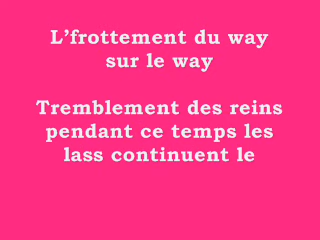 L’frottement du way
sur le way
Tremblement des reins
pendant ce temps les
lass continuent le